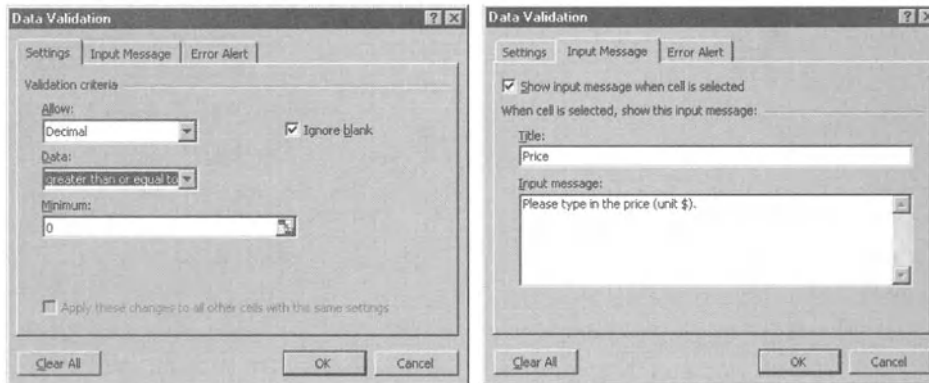 Data Validation
Settings
Input Message
Error Alert
Validation criteria
Allow:
Decimal
Ignore blank
Data:
greater than or equal to
Minimum:
0
Apply these changes to all other cells with the same settings
Clear All
OK
Cancel
Data Validation
Settings
Input Message
Error Alert
Show input message when cell is selected
When cell is selected, show this input message:
Title:
Price
Input message:
Please type in the price (unit $).
Clear All
OK
Cancel